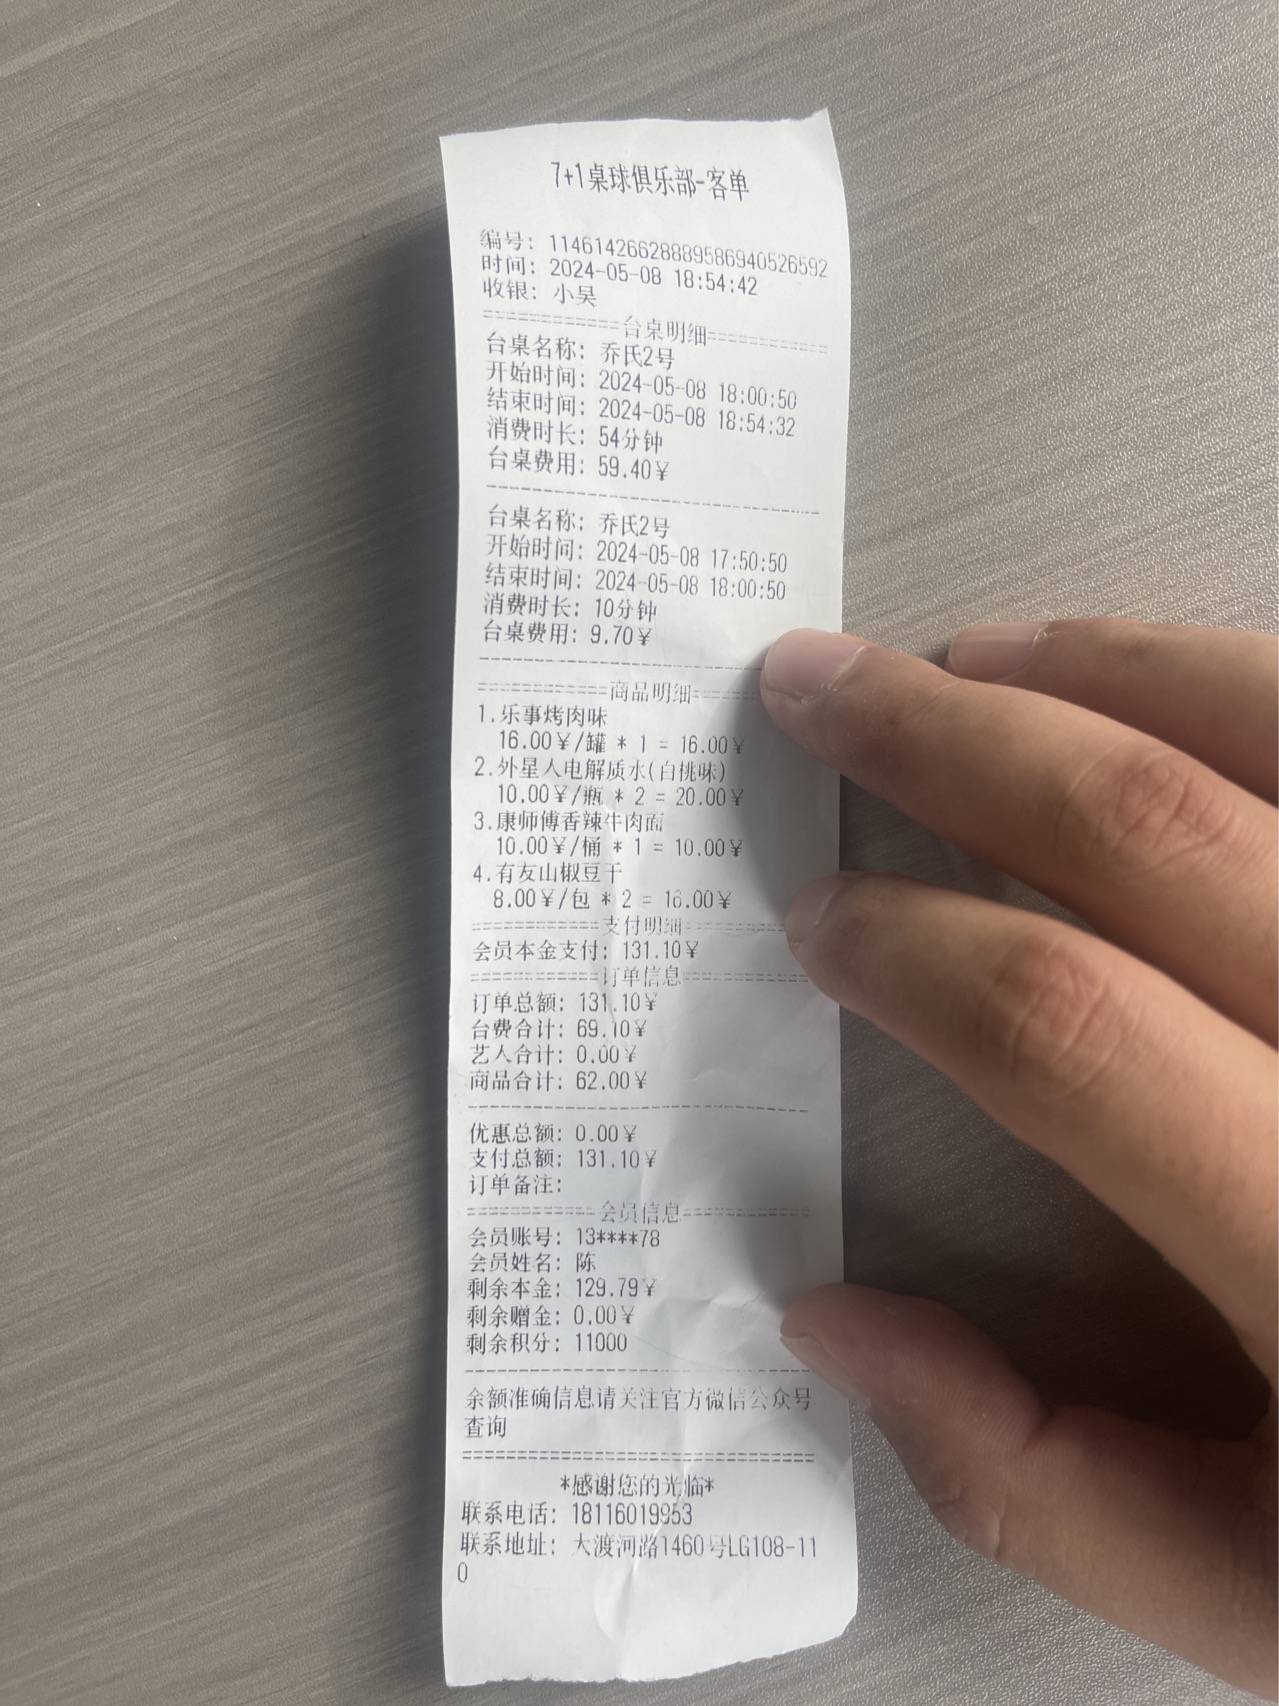 7+1桌球俱乐部-客单
编号: 1146142662888958694052​6592
时间: 2024-05-08 18:54:42
收银: 小吴
============台桌明细============
台桌名称: 乔氏2号
开始时间: 2024-05-08 18:00:50
结束时间: 2024-05-08 18:54:32
消费时长: 54分钟
台桌费用: 59.40¥
--------------------------------
台桌名称: 乔氏2号
开始时间: 2024-05-08 17:50:50
结束时间: 2024-05-08 18:00:50
消费时长: 10分钟
台桌费用: 9.70¥
--------------------------------
============商品明细======
1.乐事烤肉味
16.00¥/罐 * 1 = 16.00¥
2.外星人电解质水(白桃味)
10.00¥/瓶 * 2 = 20.00¥
3.康师傅香辣牛肉面
10.00¥/桶 * 1 = 10.00¥
4.有友山椒豆干
8.00¥/包 * 2 = 16.00¥
============支付明细==========
会员本金支付: 131.10¥
============订单信息============
订单总额: 131.10¥
台费合计: 69.10¥
艺人合计: 0.00¥
商品合计: 62.00¥
--------------------------------
优惠总额: 0.00¥
支付总额: 131.10¥
订单备注:
============会员信息============
会员账号: 13****78
会员姓名: 陈
剩余本金: 129.79¥
剩余赠金: 0.00¥
剩余积分: 11000
--------------------------------
余额准确信息请关注官方微信公众号
查询
================================
*感谢您的光临*
联系电话: 18116019953
联系地址: 大渡河路1460号LG108-11
0